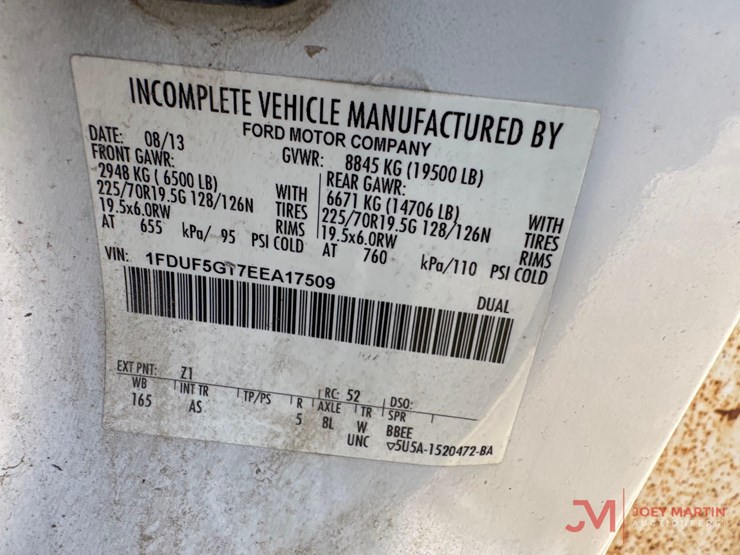 INCOMPLETE VEHICLE MANUFACTURED BY
FORD MOTOR COMPANY
DATE: 08/13 GVWR: 8845 KG (19500 LB)
FRONT GAWR: REAR GAWR:
2948 KG ( 6500 LB) WITH 6671 KG (14706 LB) WITH
225/70R19.5G 128/126N TIRES 225/70R19.5G 128/126N TIRES
19.5x6.0RW RIMS 19.5x6.0RW RIMS
AT 655 kPa/ 95 PSI COLD AT 760 kPa/110 PSI COLD
VIN: 1FDUF5GT7EEA17509 DUAL
EXT PNT: Z1 RC: 52 DSO:
WB INT TR TP/PS R AXLE TR SPR
165 AS 5 8L W BBEE
UNC ▽5U5A-1520472-BA
JM JOEY MARTIN
AUCTIONEERS